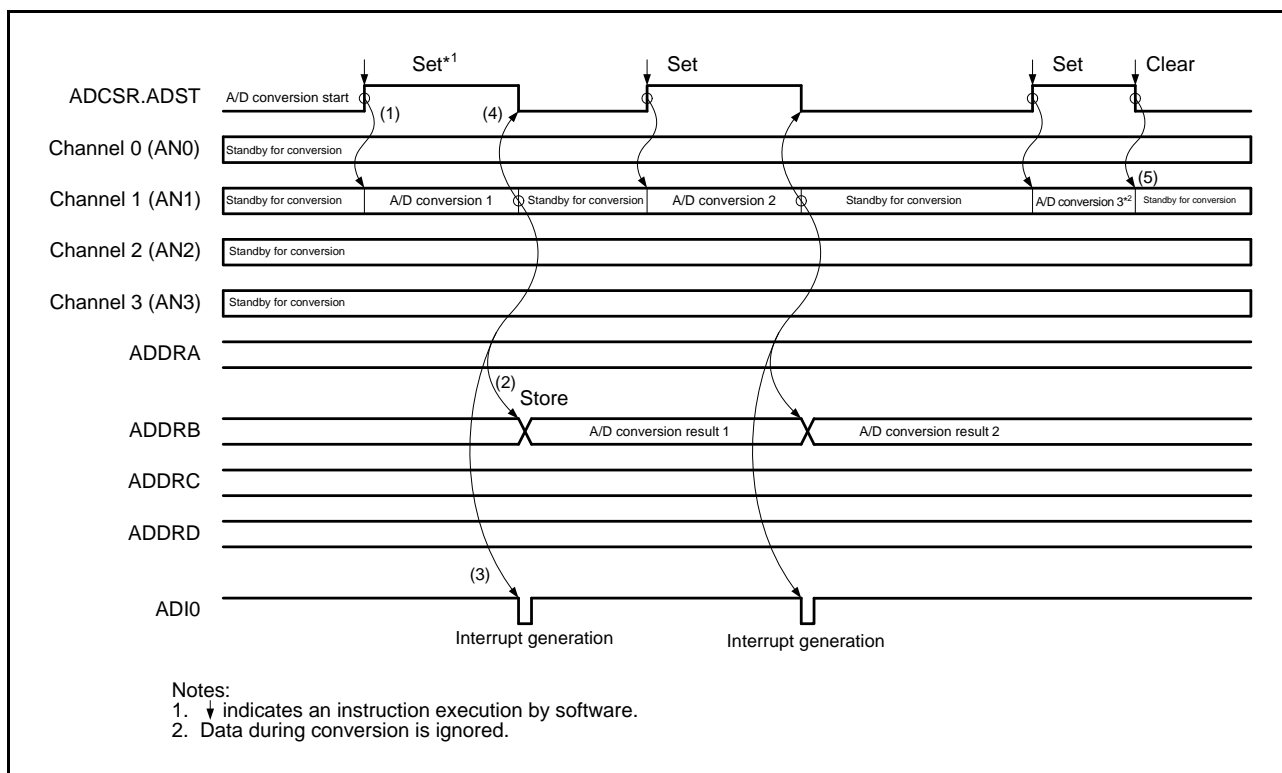 Set*1 Set Set Clear
ADCSR.ADST A/D conversion start
(1) (4)
Channel 0 (AN0) Standby for conversion
(5)
Channel 1 (AN1) Standby for conversion A/D conversion 1 Standby for conversion A/D conversion 2 Standby for conversion A/D conversion 3*2 Standby for conversion
Channel 2 (AN2) Standby for conversion
Channel 3 (AN3) Standby for conversion
ADDRA
(2) Store
ADDRB A/D conversion result 1 A/D conversion result 2
ADDRC
ADDRD
(3)
ADI0
Interrupt generation Interrupt generation
Notes:
1. ↓ indicates an instruction execution by software.
2. Data during conversion is ignored.